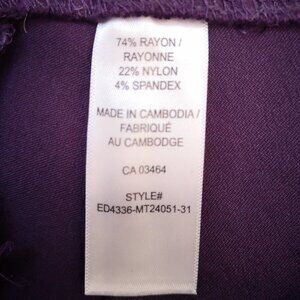 74% RAYON /
RAYONNE
22% NYLON
4% SPANDEX
MADE IN CAMBODIA /
FABRIQUÉ
AU CAMBODGE
CA 03464
STYLE#
ED4336-MT24051-31